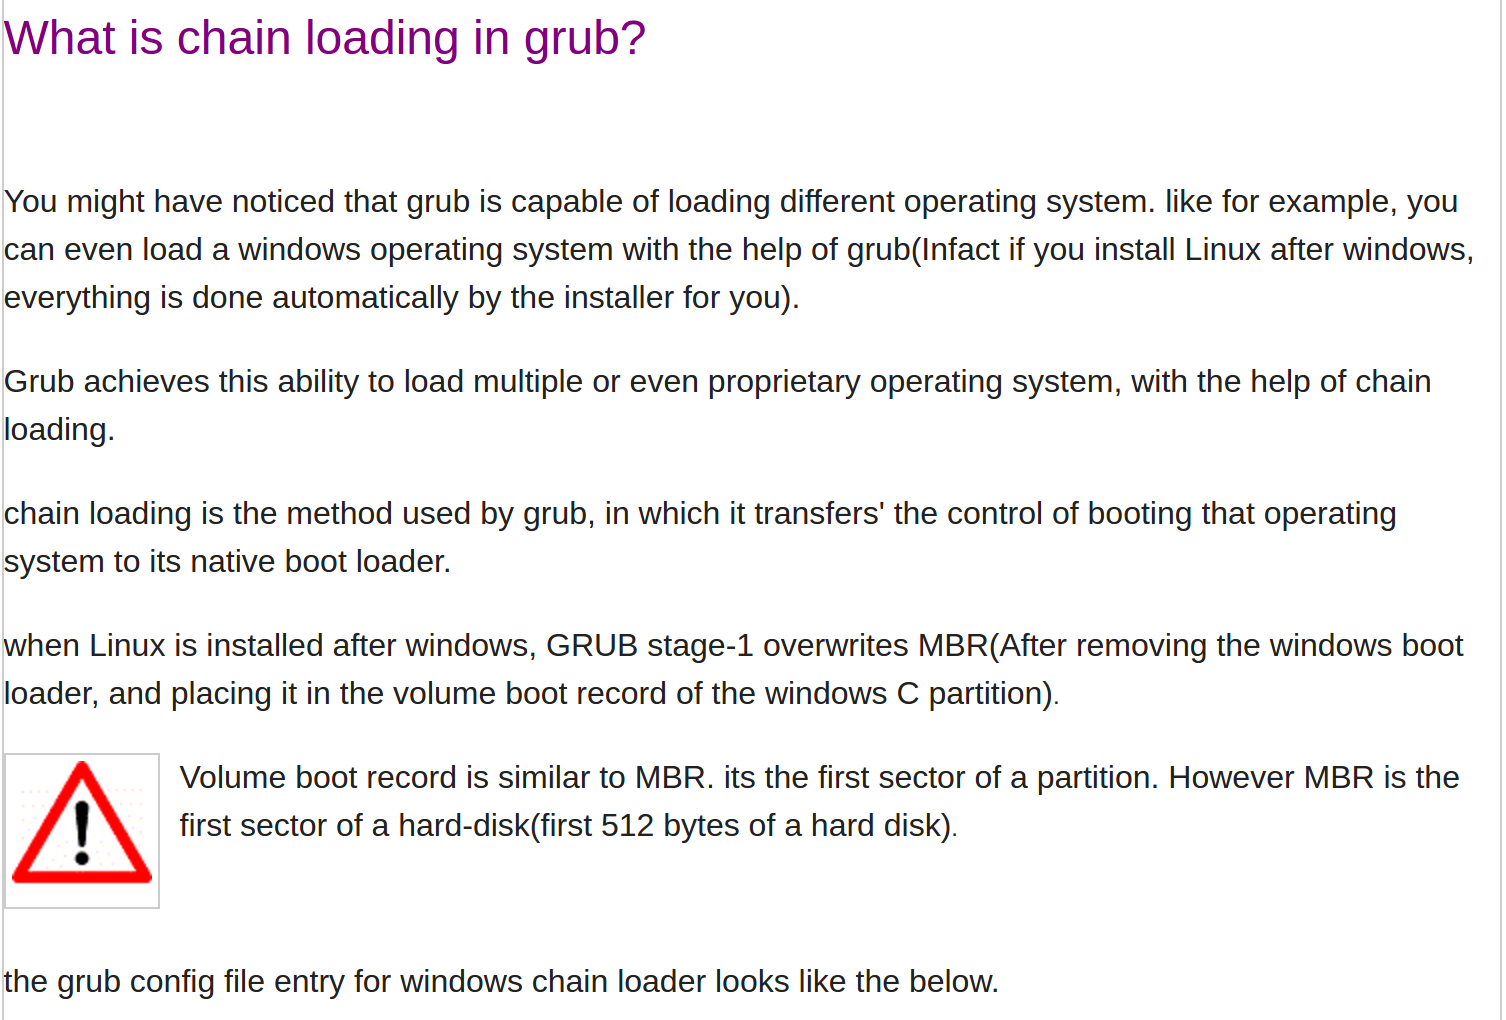 What is chain loading in grub?
You might have noticed that grub is capable of loading different operating system. like for example, you
can even load a windows operating system with the help of grub(Infact if you install Linux after windows,
everything is done automatically by the installer for you).
Grub achieves this ability to load multiple or even proprietary operating system, with the help of chain
loading.
chain loading is the method used by grub, in which it transfers' the control of booting that operating
system to its native boot loader.
when Linux is installed after windows, GRUB stage-1 overwrites MBR(After removing the windows boot
loader, and placing it in the volume boot record of the windows C partition).
Volume boot record is similar to MBR. its the first sector of a partition. However MBR is the
first sector of a hard-disk(first 512 bytes of a hard disk).
the grub config file entry for windows chain loader looks like the below.